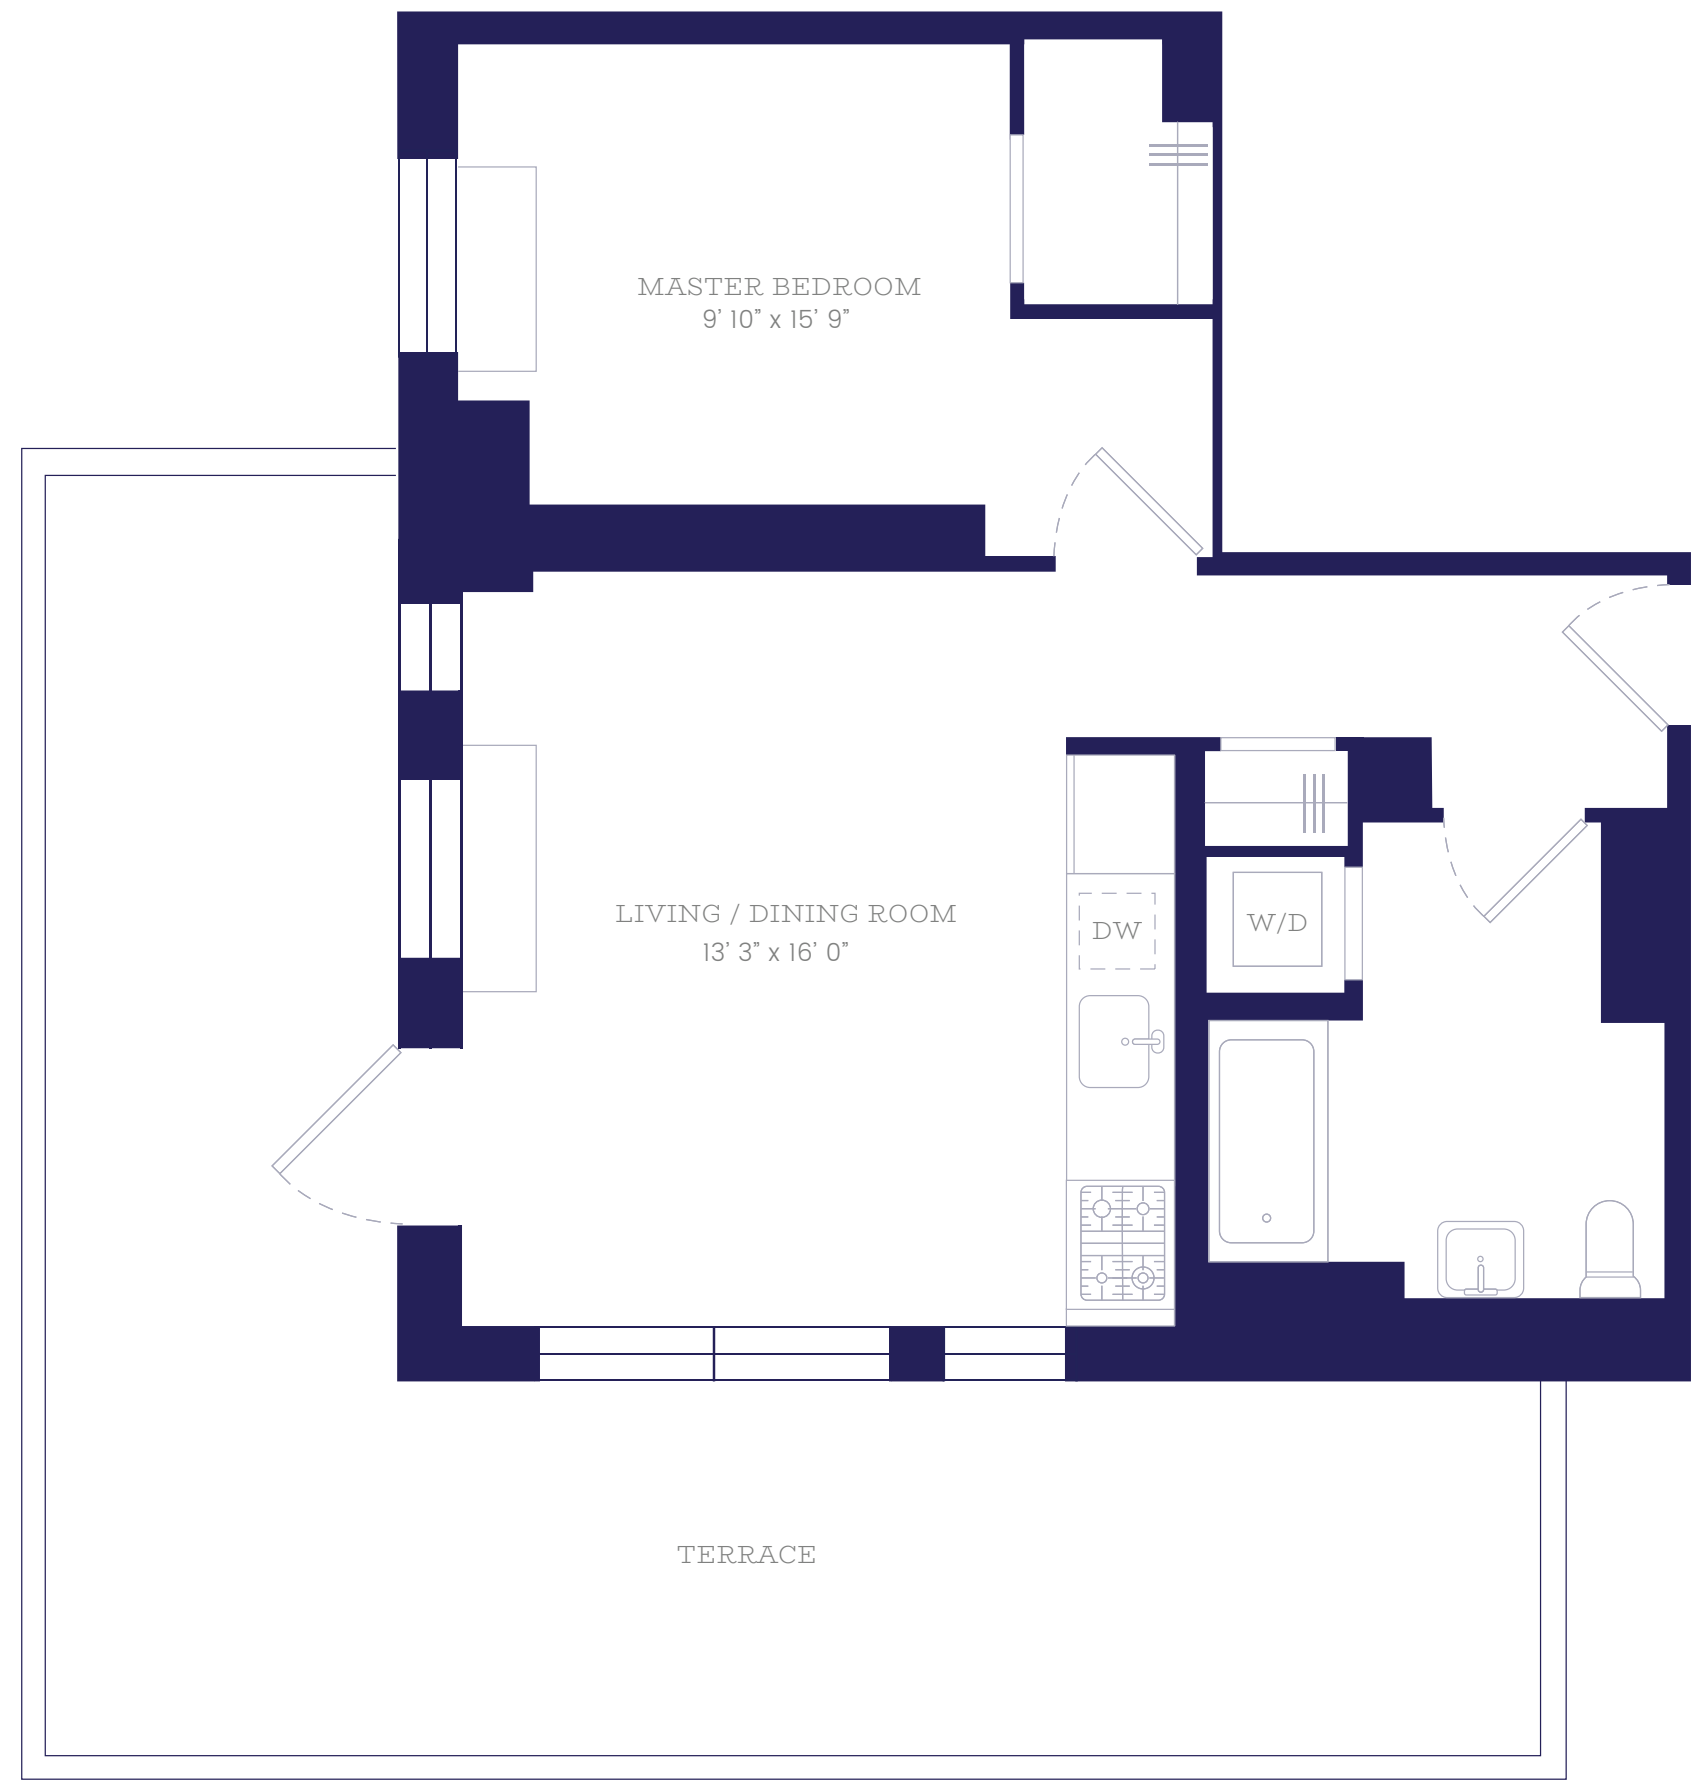 MASTER BEDROOM
9’ 10” x 15’ 9”
LIVING / DINING ROOM
13’ 3” x 16’ 0”
DW
W/D
TERRACE